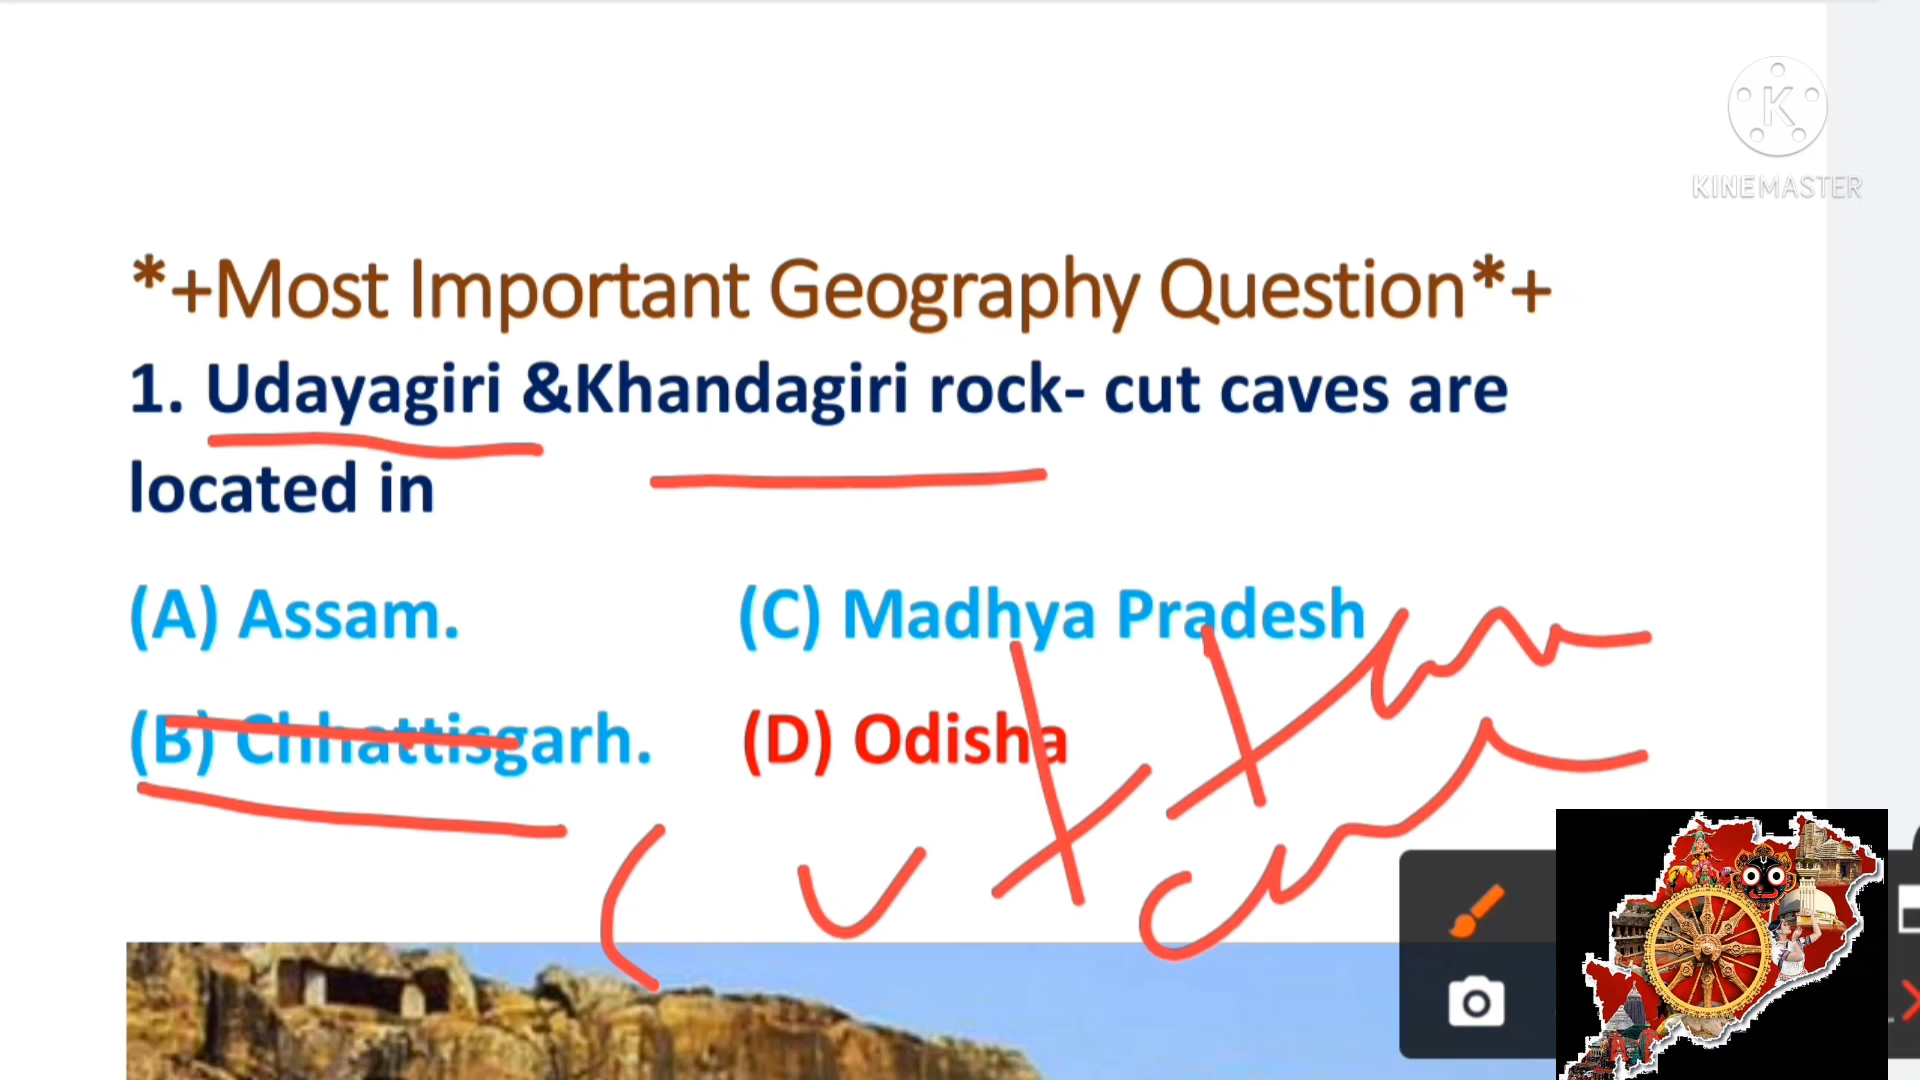 KINEMASTER
*+Most Important Geography Question*+
1. Udayagiri &Khandagiri rock- cut caves are
located in
(A) Assam. (C) Madhya Pradesh
(B) Chhattisgarh. (D) Odisha